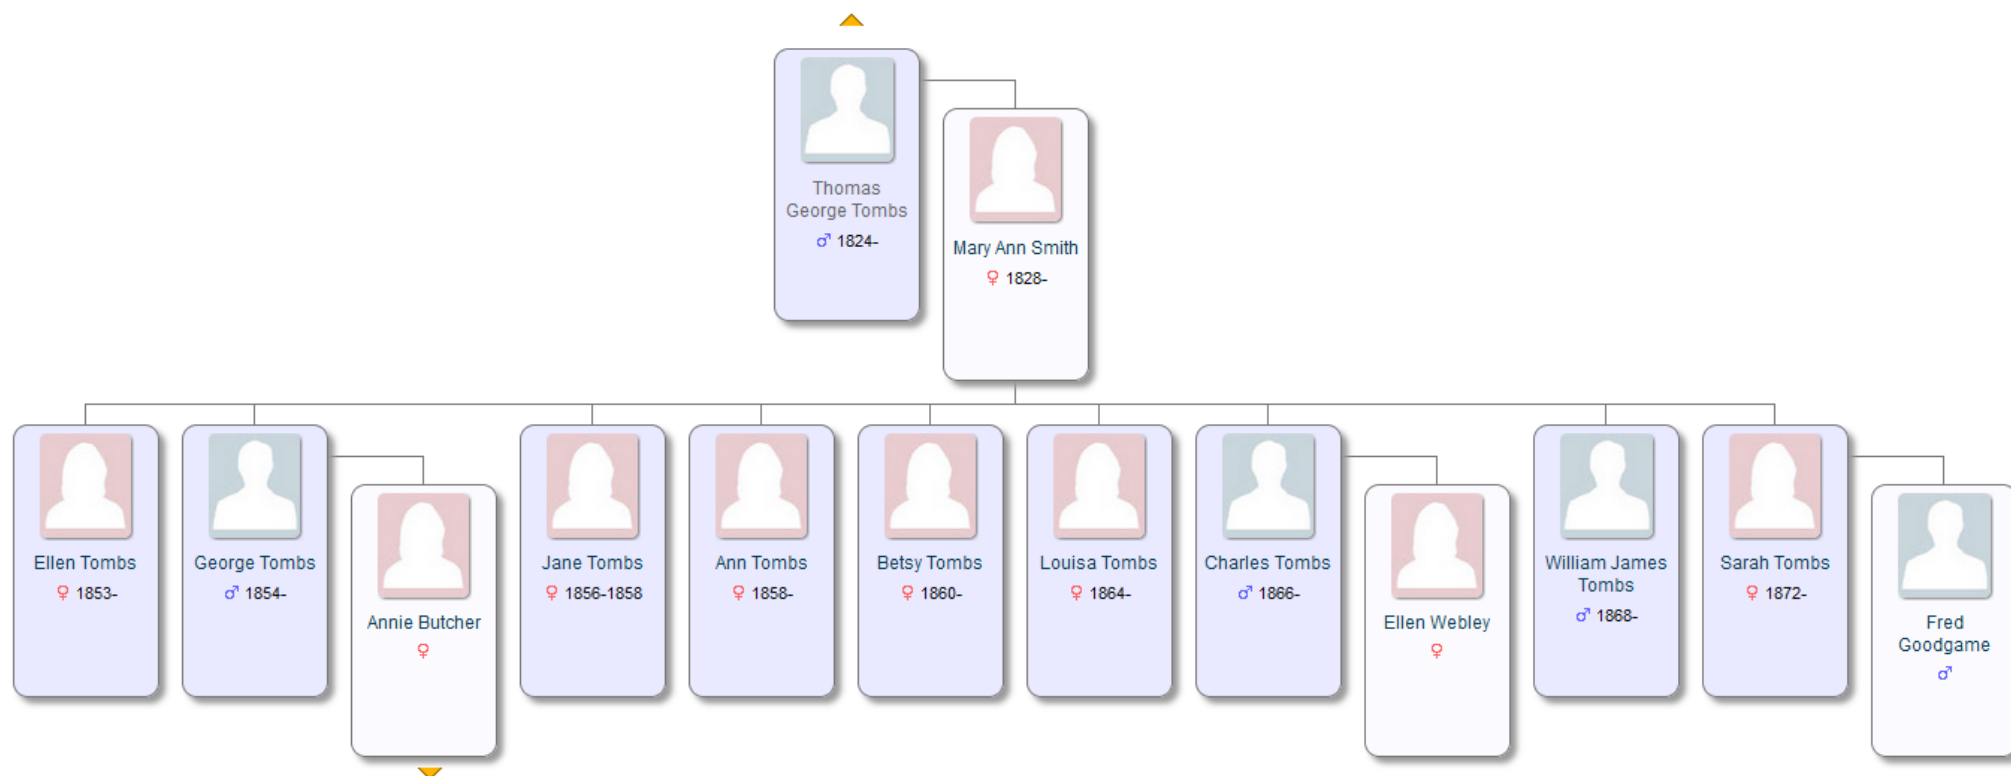 Thomas
George Tombs
♂ 1824-
Mary Ann Smith
♀ 1828-
Ellen Tombs
♀ 1853-
George Tombs
♂ 1854-
Annie Butcher
♀
Jane Tombs
♀ 1856-1858
Ann Tombs
♀ 1858-
Betsy Tombs
♀ 1860-
Louisa Tombs
♀ 1864-
Charles Tombs
♂ 1866-
Ellen Webley
♀
William James
Tombs
♂ 1868-
Sarah Tombs
♀ 1872-
Fred
Goodgame
♂